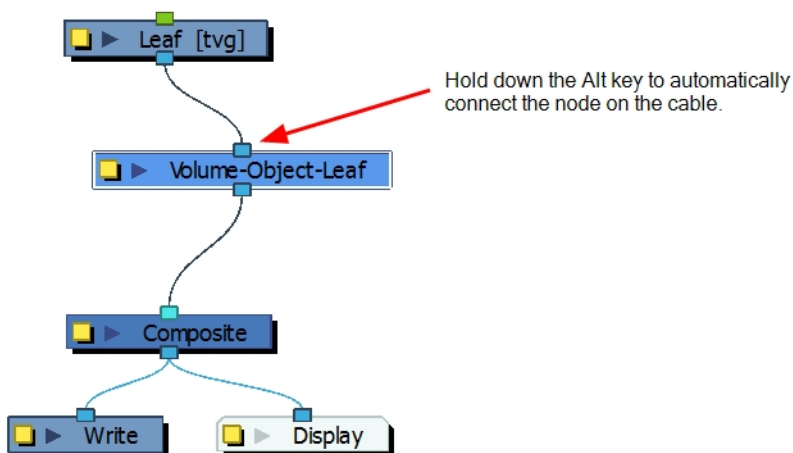 Leaf [tvg]
Hold down the Alt key to automatically
connect the node on the cable.
Volume-Object-Leaf
Composite
Write
Display